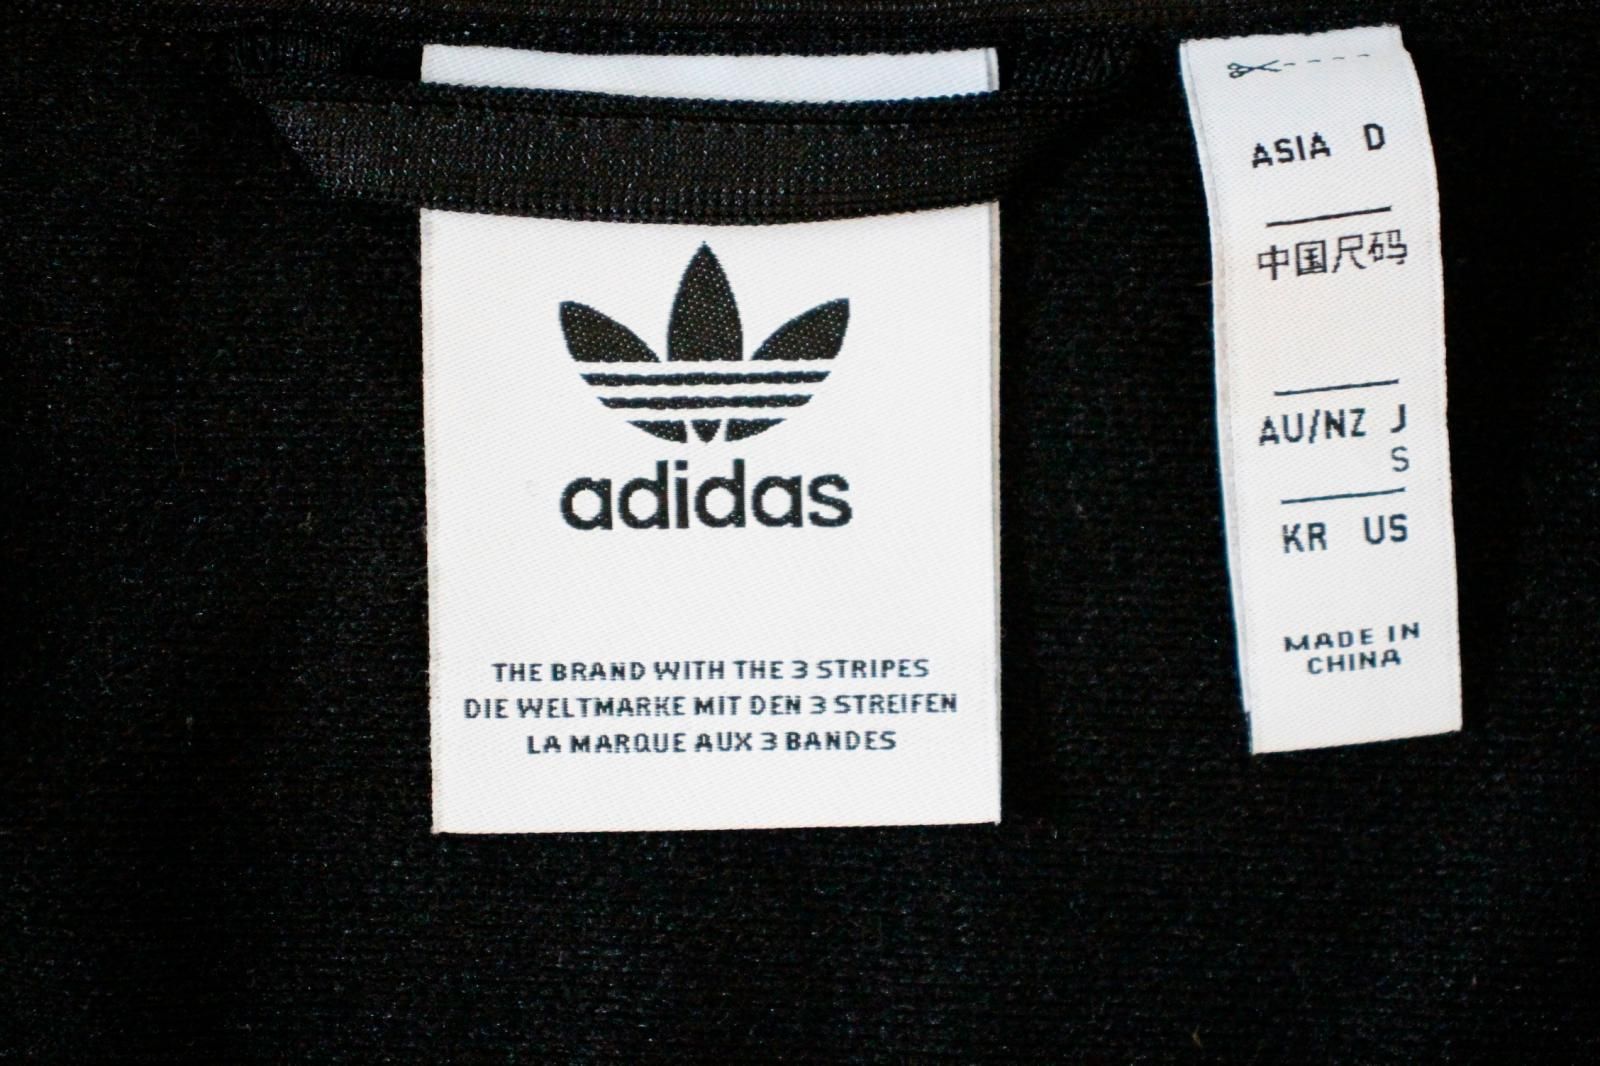 adidas
THE BRAND WITH THE 3 STRIPES
DIE WELTMARKE MIT DEN 3 STREIFEN
LA MARQUE AUX 3 BANDES
ASIA D
中国尺码
AU/NZ J
S
KR US
MADE IN
CHINA